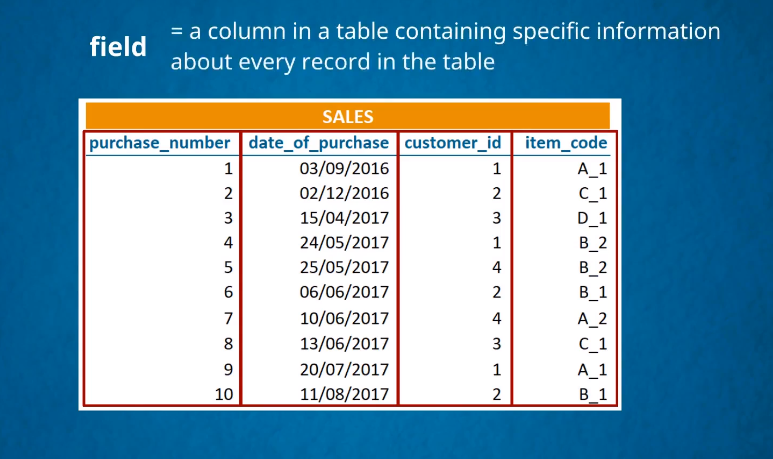 field
= a column in a table containing specific information
about every record in the table
SALES
purchase_number date_of_purchase customer_id item_code
1 03/09/2016 1 A_1
2 02/12/2016 2 C_1
3 15/04/2017 3 D_1
4 24/05/2017 1 B_2
5 25/05/2017 4 B_2
6 06/06/2017 2 B_1
7 10/06/2017 4 A_2
8 13/06/2017 3 C_1
9 20/07/2017 1 A_1
10 11/08/2017 2 B_1